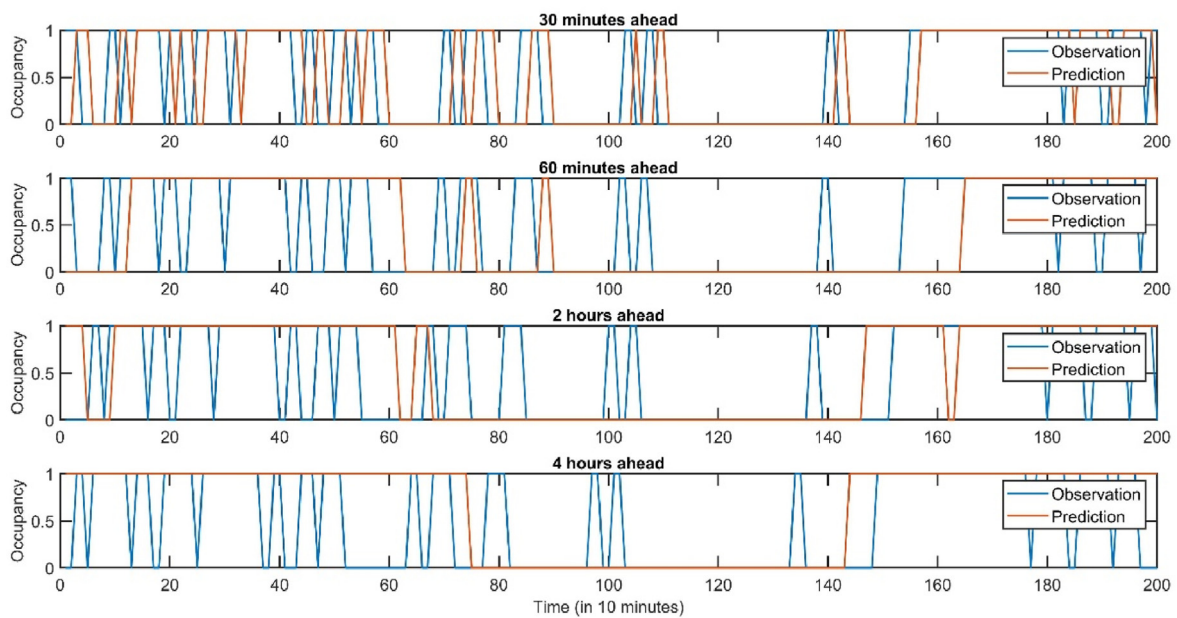 30 minutes ahead
Occupancy
1
0.5
0
0 20 40 60 80 100 120 140 160 180 200
Observation
Prediction
60 minutes ahead
Occupancy
1
0.5
0
0 20 40 60 80 100 120 140 160 180 200
Observation
Prediction
2 hours ahead
Occupancy
1
0.5
0
0 20 40 60 80 100 120 140 160 180 200
Observation
Prediction
4 hours ahead
Occupancy
1
0.5
0
0 20 40 60 80 100 120 140 160 180 200
Observation
Prediction
Time (in 10 minutes)